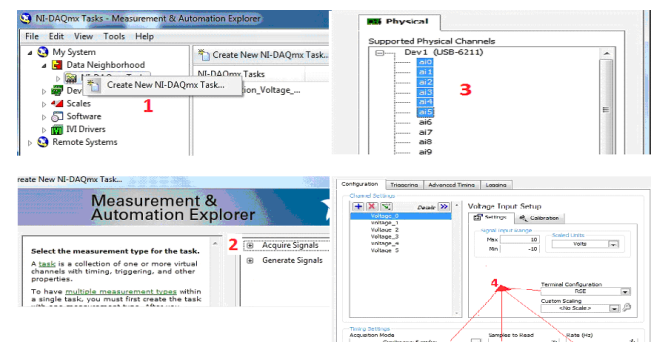 NI-DAQmx Tasks - Measurement & Automation Explorer
File Edit View Tools Help
My System
Data Neighborhood
Create New NI-DAQmx Task...
NI-DAQmx Tasks
Create New NI-DAQmx Task...
1
Scales
Software
IVI Drivers
Remote Systems
Physical
Supported Physical Channels
Dev1 (USB-6211)
ai0
ai1
ai2
ai3
ai4
ai5
ai6
ai7
ai8
ai9
3
reate New NI-DAQmx Task...
Measurement &
Automation Explorer
Select the measurement type for the task.
A task is a collection of one or more virtual
channels with timing, triggering, and other
properties.
To have multiple measurement types within
a single task, you must first create the task
2
Acquire Signals
Generate Signals
Configuration Triggering Advanced Timing Logging
Channel Settings
Details
Voltage_0
Voltage_1
Voltage_2
Voltage_3
Voltage_4
Voltage_5
Voltage Input Setup
Settings Calibration
Signal Input Range
Max 10
Min -10
Scaled Units
Volts
4
Terminal Configuration
RSE
Custom Scaling
<No Scale>
Timing Settings
Acquisition Mode
Samples to Read
Rate (Hz)